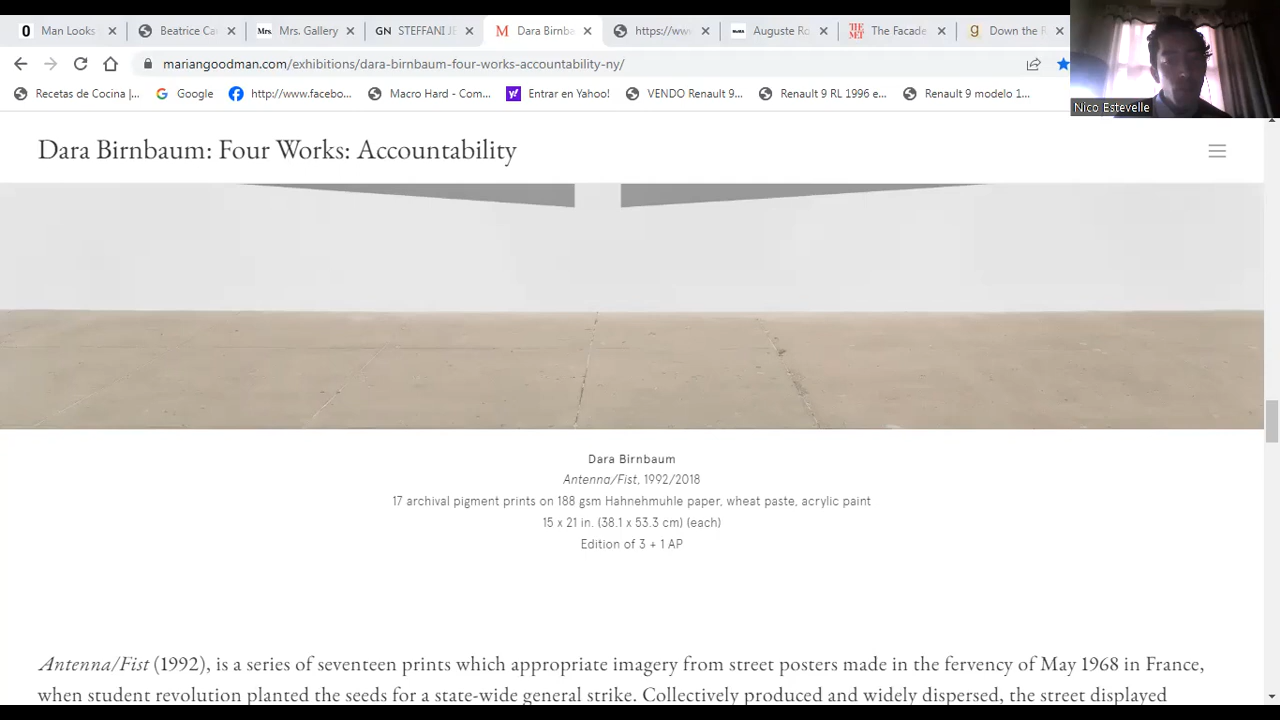 Man Looks
Beatrice Ca
Mrs. Mrs. Gallery
GN STEFFANI J
M Dara Birnba
https://ww
MoMA Auguste Ro
THE MET The Facade
g Down the R
mariangoodman.com/exhibitions/dara-birnbaum-four-works-accountability-ny/
Recetas de Cocina |...
Google
http://www.facebo...
Macro Hard - Com...
Entrar en Yahoo!
VENDO Renault 9...
Renault 9 RL 1996 e...
Renault 9 modelo 1...
Nico Estevelle
Dara Birnbaum: Four Works: Accountability
Dara Birnbaum
Antenna/Fist, 1992/2018
17 archival pigment prints on 188 gsm Hahnemuhle paper, wheat paste, acrylic paint
15 x 21 in. (38.1 x 53.3 cm) (each)
Edition of 3 + 1 AP
Antenna/Fist (1992), is a series of seventeen prints which appropriate imagery from street posters made in the fervency of May 1968 in France,
when student revolution planted the seeds for a state-wide general strike. Collectively produced and widely dispersed, the street displayed